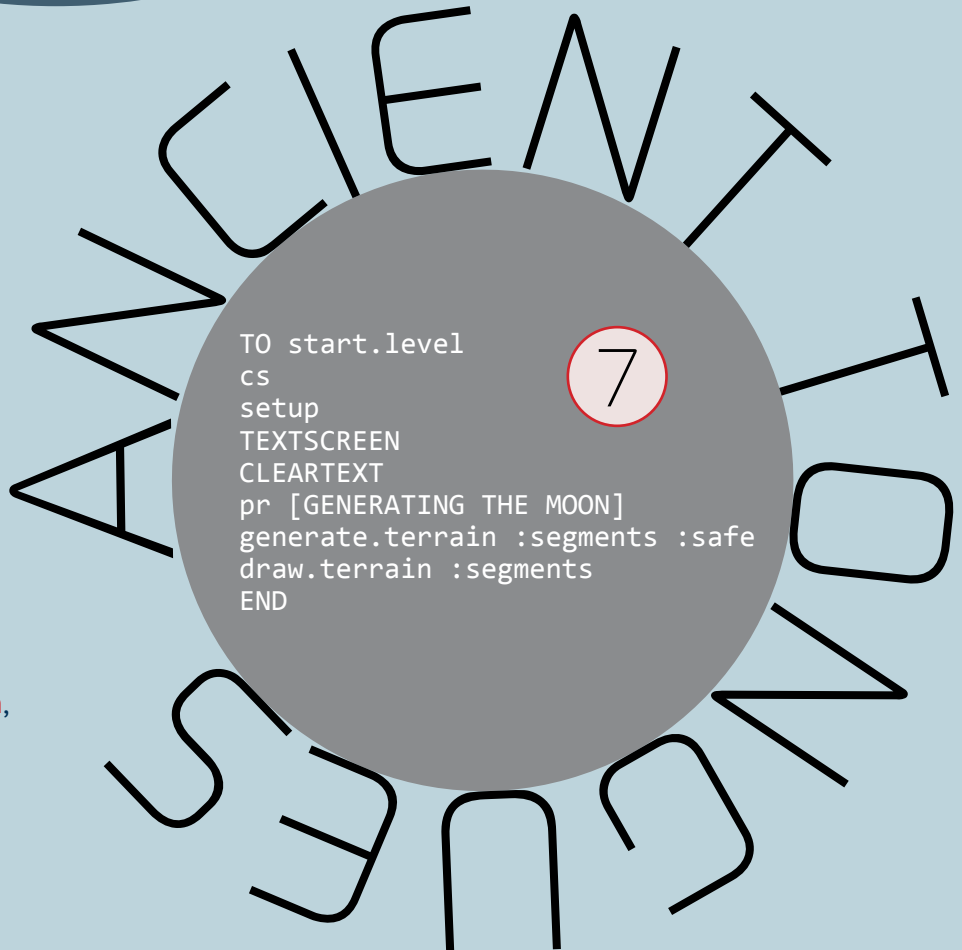 ANCIENT TONGUES
TO start.level
cs
setup
TEXTSCREEN
CLEARTEXT
pr [GENERATING THE MOON]
generate.terrain :segments :safe
draw.terrain :segments
END
7
,